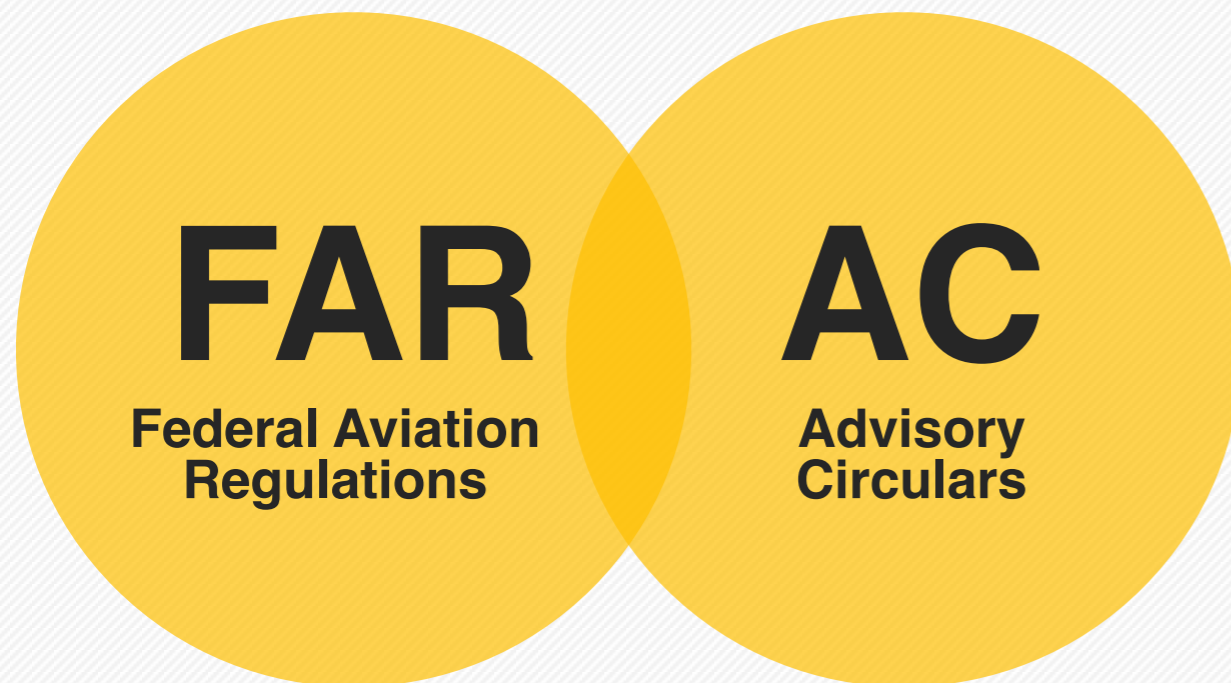 FAR
Federal Aviation
Regulations
AC
Advisory
Circulars